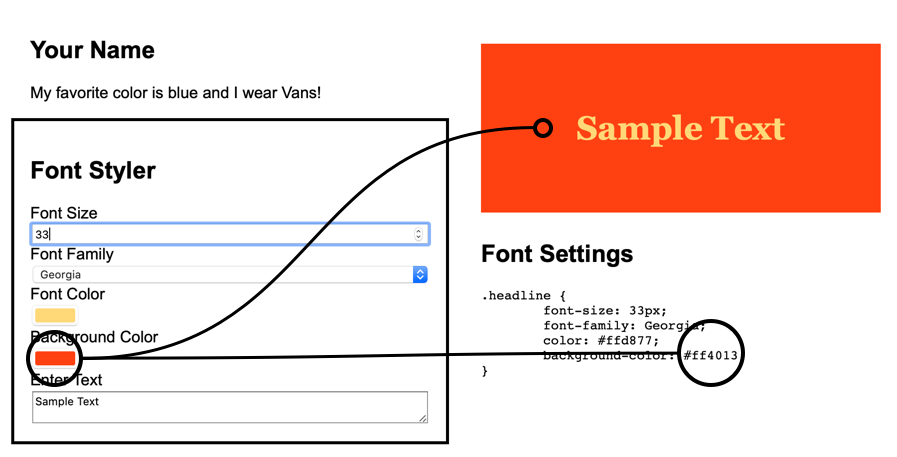 Your Name
My favorite color is blue and I wear Vans!
Font Styler
Font Size
33
Font Family
Georgia
Font Color
Background Color
Enter Text
Sample Text
Sample Text
Font Settings
.headline {
font-size: 33px;
font-family: Georgia;
color: #ffd877;
background-color: #ff4013
}